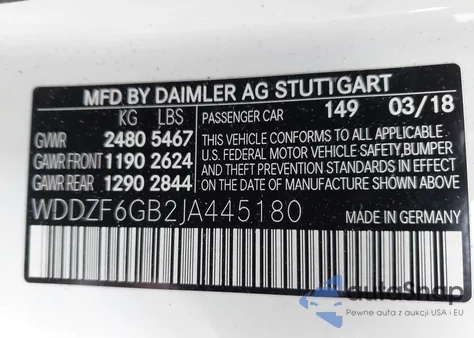 MFD BY DAIMLER AG STUTTGART
KG LBS
GVWR 2480 5467
GAWR FRONT 1190 2624
GAWR REAR 1290 2844
PASSENGER CAR 149 03/18
THIS VEHICLE CONFORMS TO ALL APPLICABLE
U.S. FEDERAL MOTOR VEHICLE SAFETY,BUMPER
AND THEFT PREVENTION STANDARDS IN EFFECT
ON THE DATE OF MANUFACTURE SHOWN ABOVE.
WDDZF6GB2JA445180
MADE IN GERMANY
autaSnap
Pewne auta z aukcji USA i EU